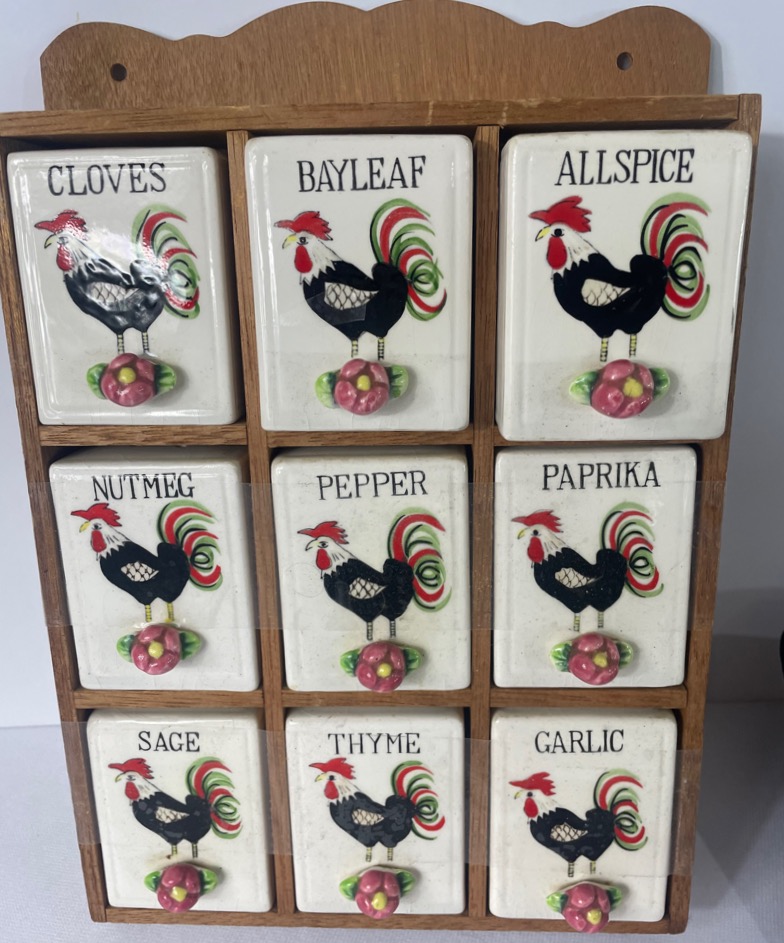 CLOVES
BAYLEAF
ALLSPICE
NUTMEG
PEPPER
PAPRIKA
SAGE
THYME
GARLIC